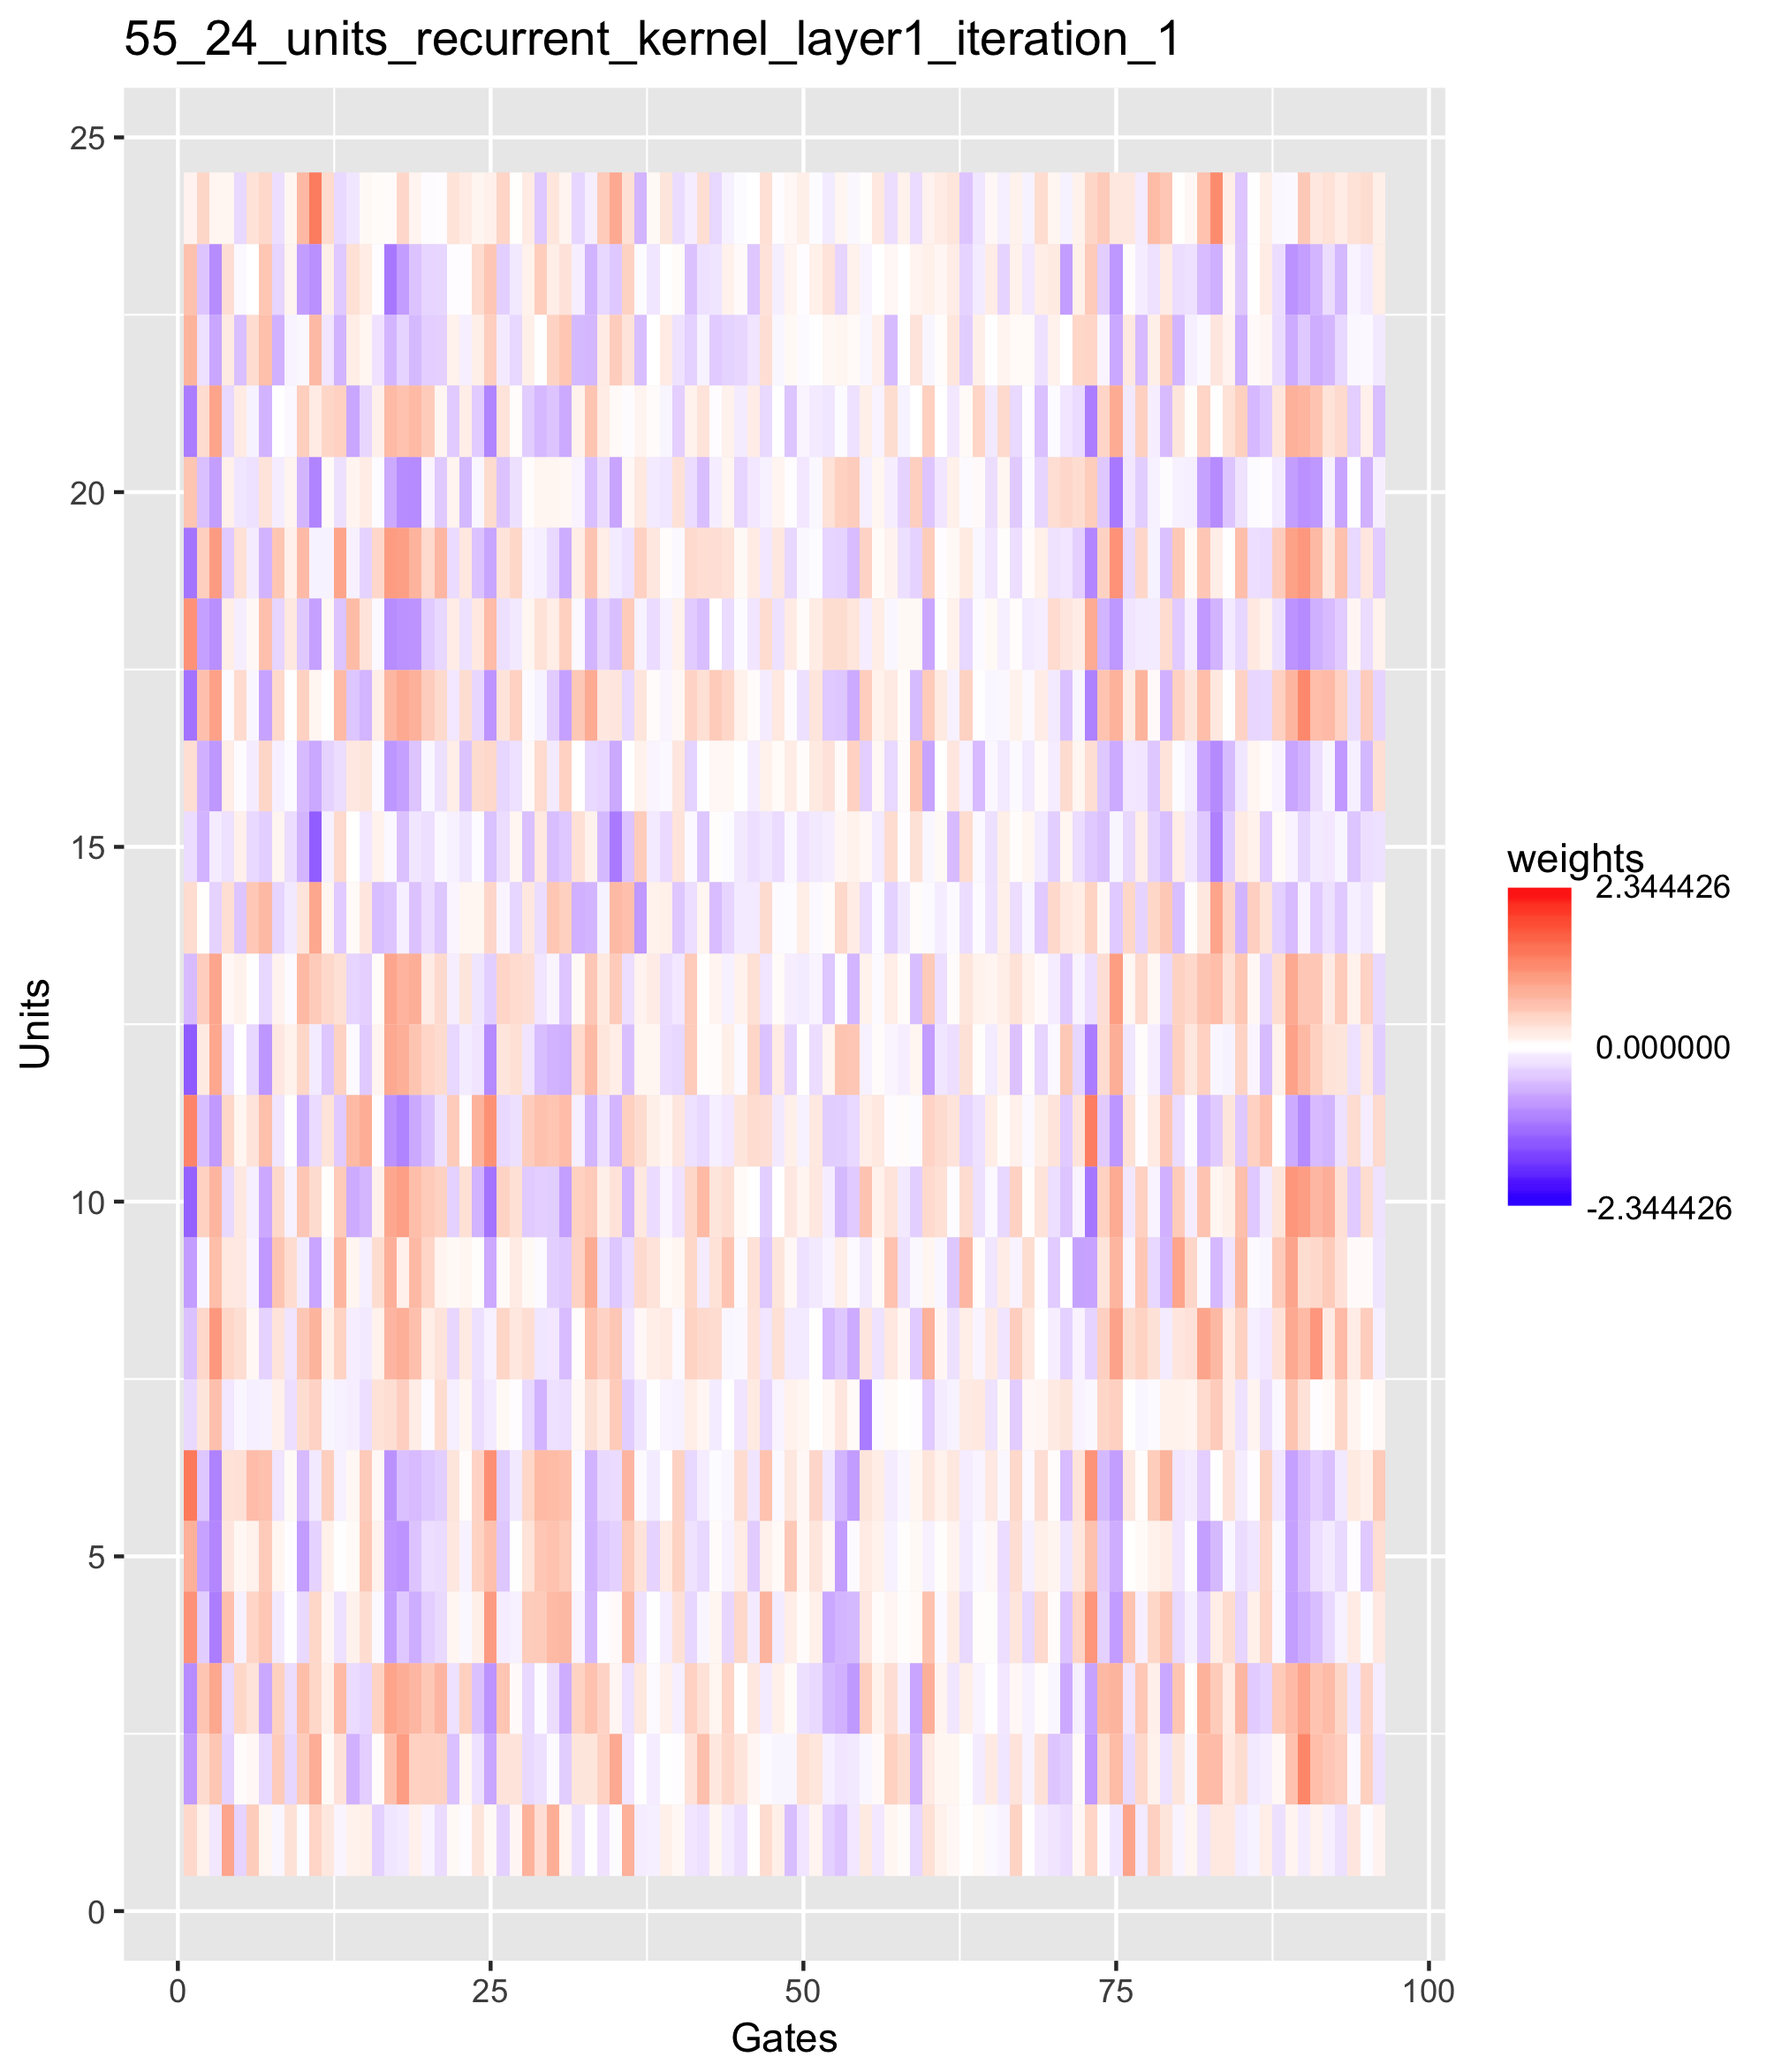 55_24_units_recurrent_kernel_layer1_iteration_1
25
20
15
10
5
0
Units
0 25 50 75 100
Gates
weights
2.344426
0.000000
-2.344426